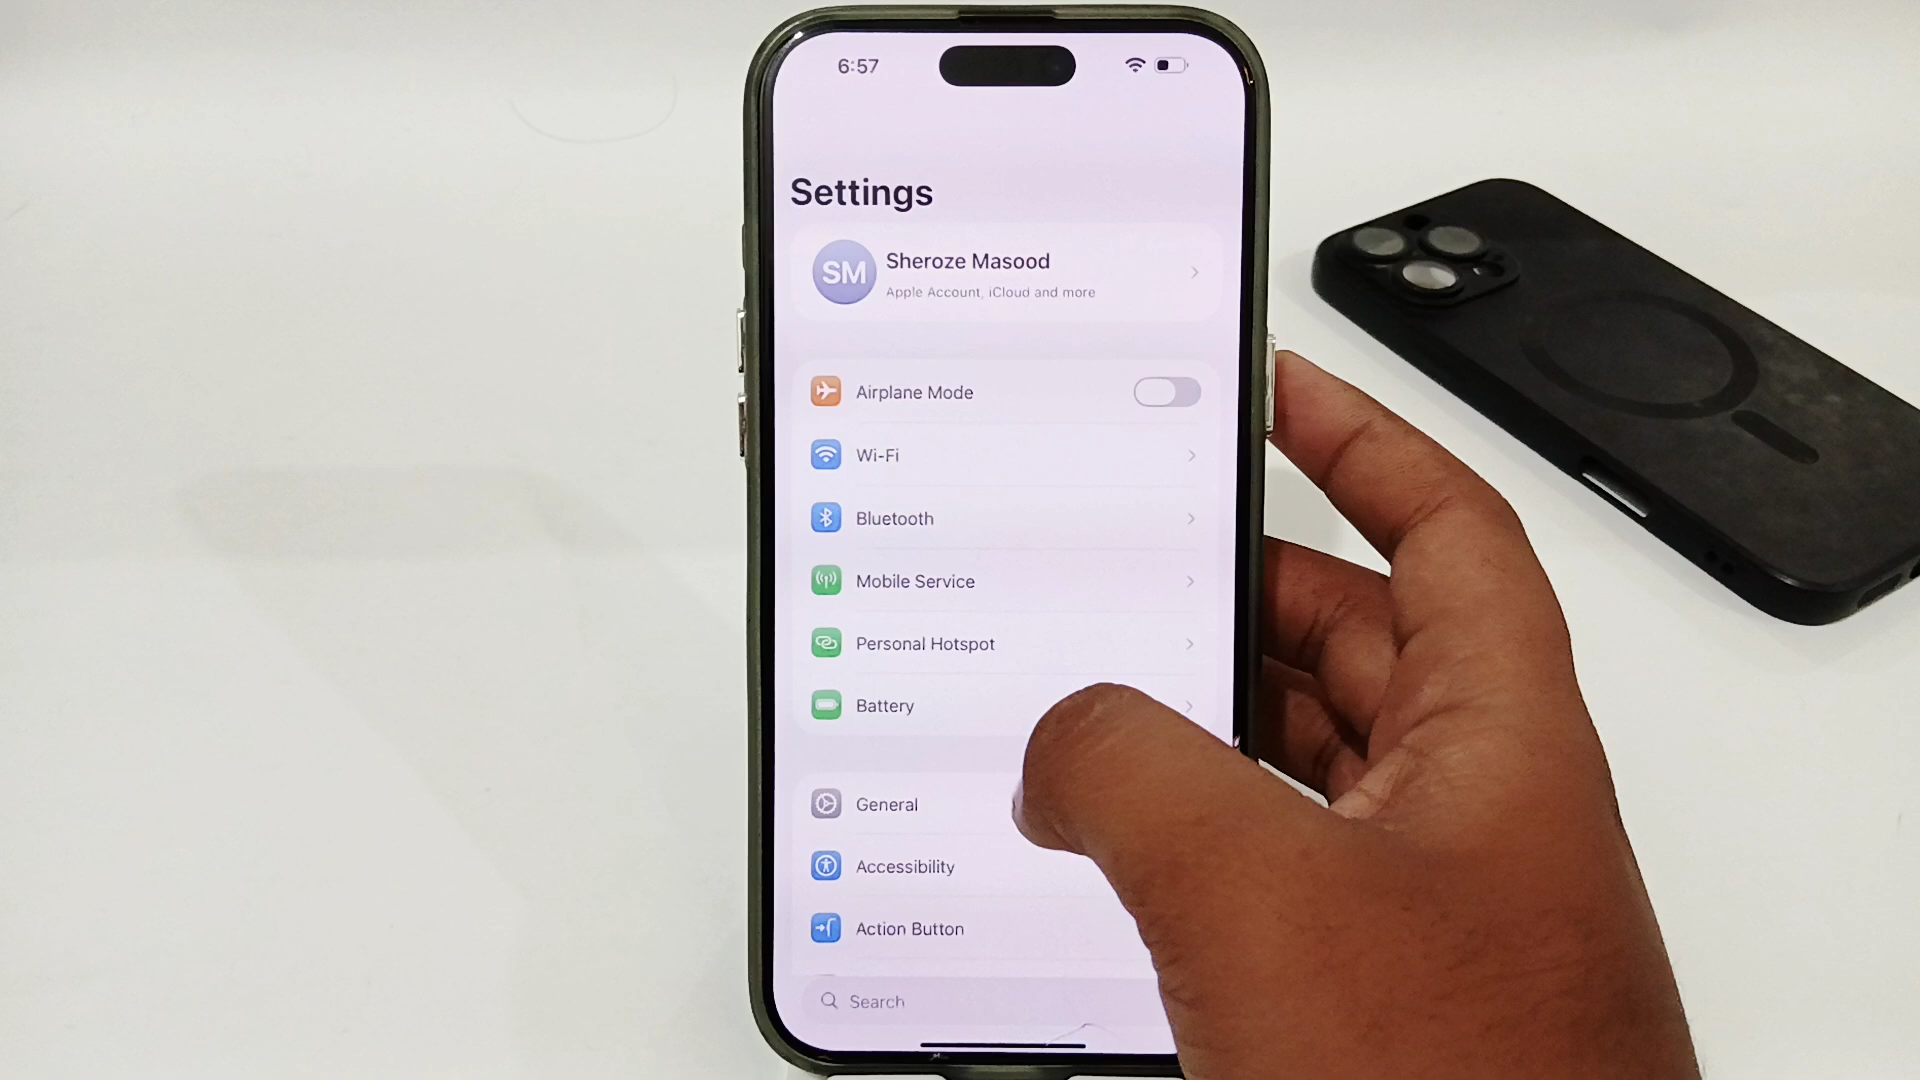 6:57
Settings
SM
Sheroze Masood
Apple Account, iCloud and more
Airplane Mode
Wi-Fi
Bluetooth
Mobile Service
Personal Hotspot
Battery
General
Accessibility
Action Button
Search